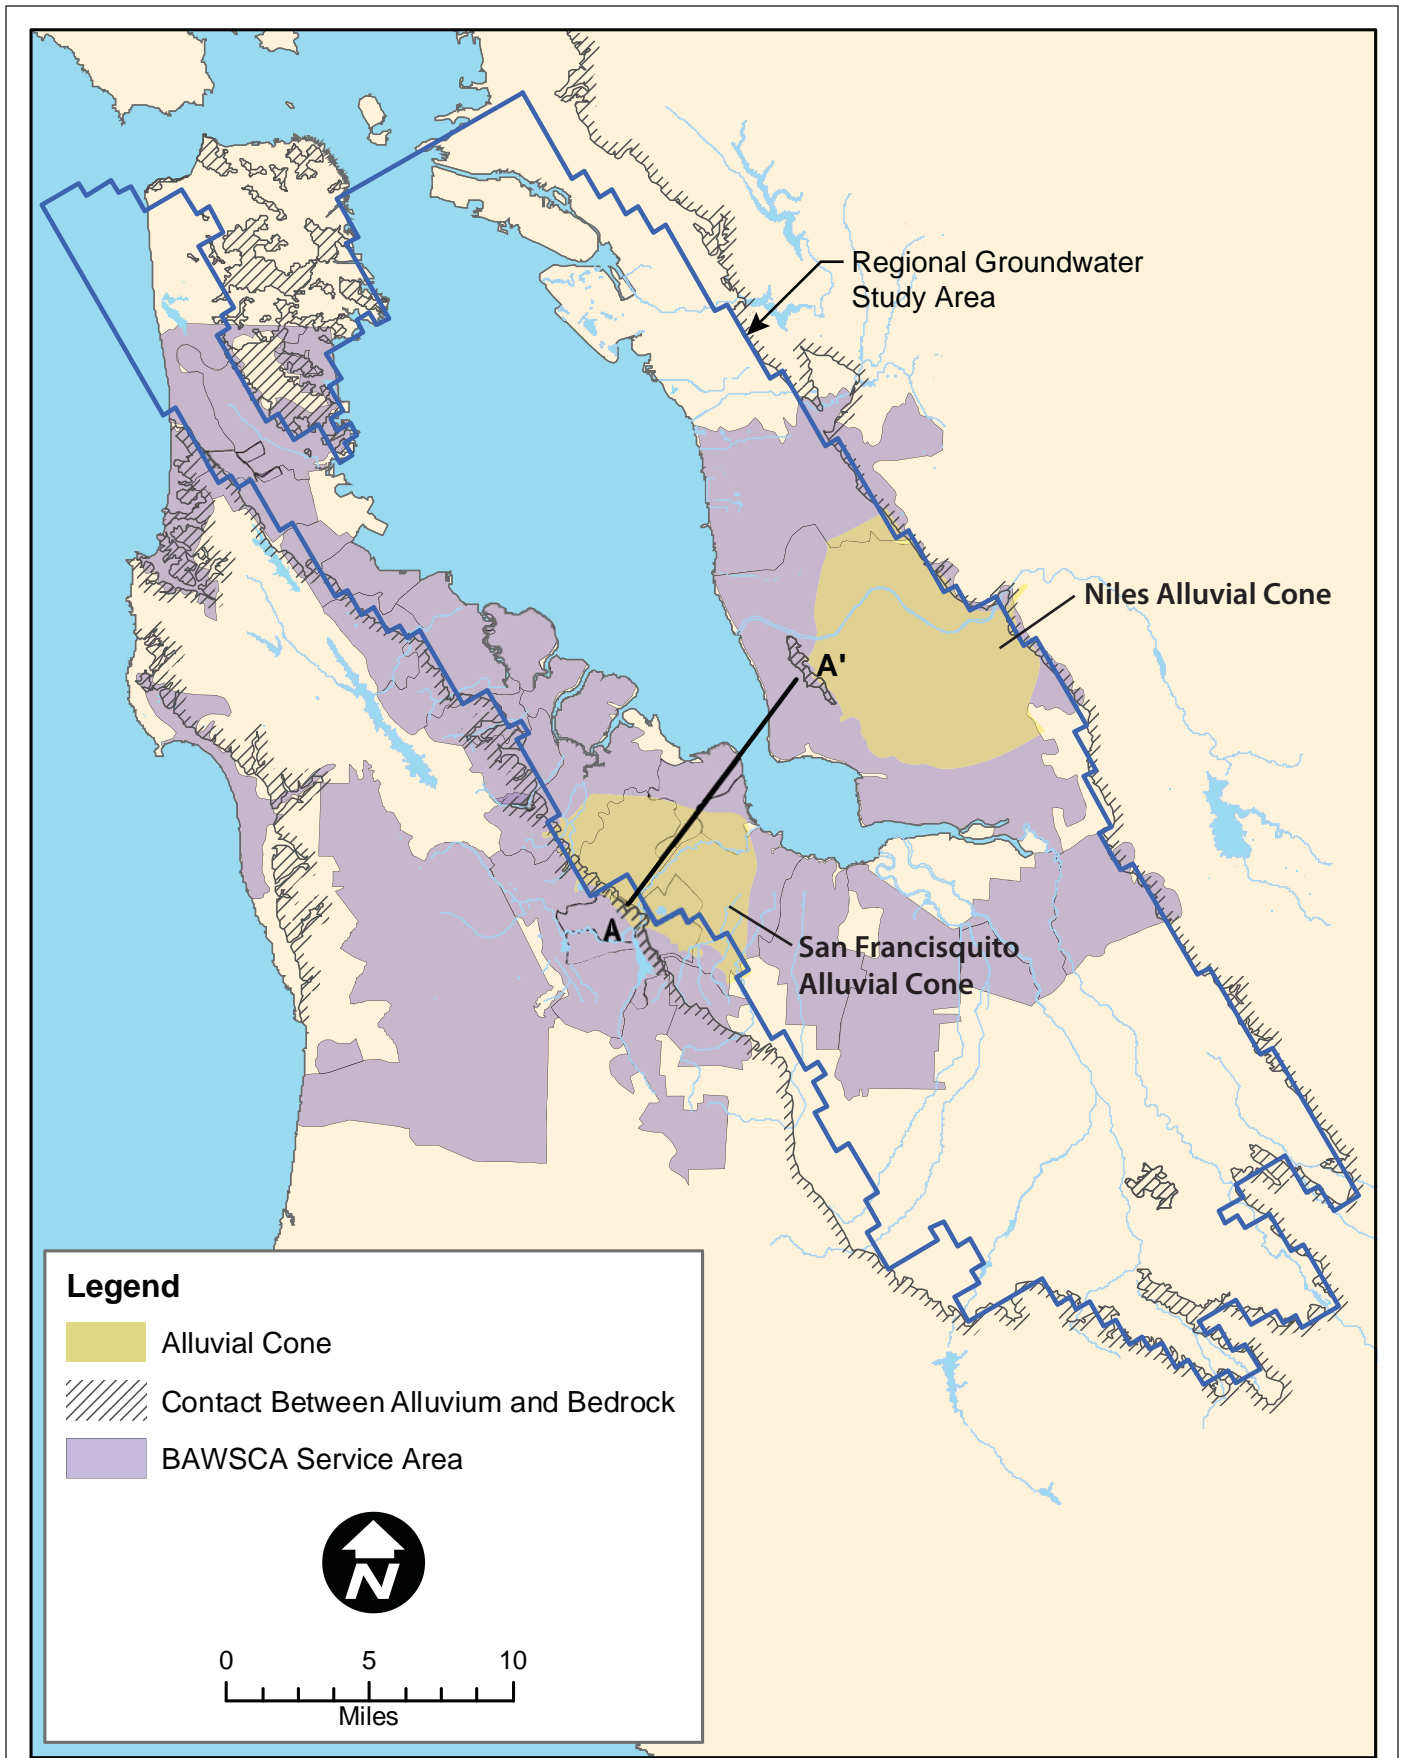 Regional Groundwater
Study Area
Niles Alluvial Cone
A'
A
San Francisquito
Alluvial Cone
Legend
Alluvial Cone
Contact Between Alluvium and Bedrock
BAWSCA Service Area
N
0 5 10
Miles